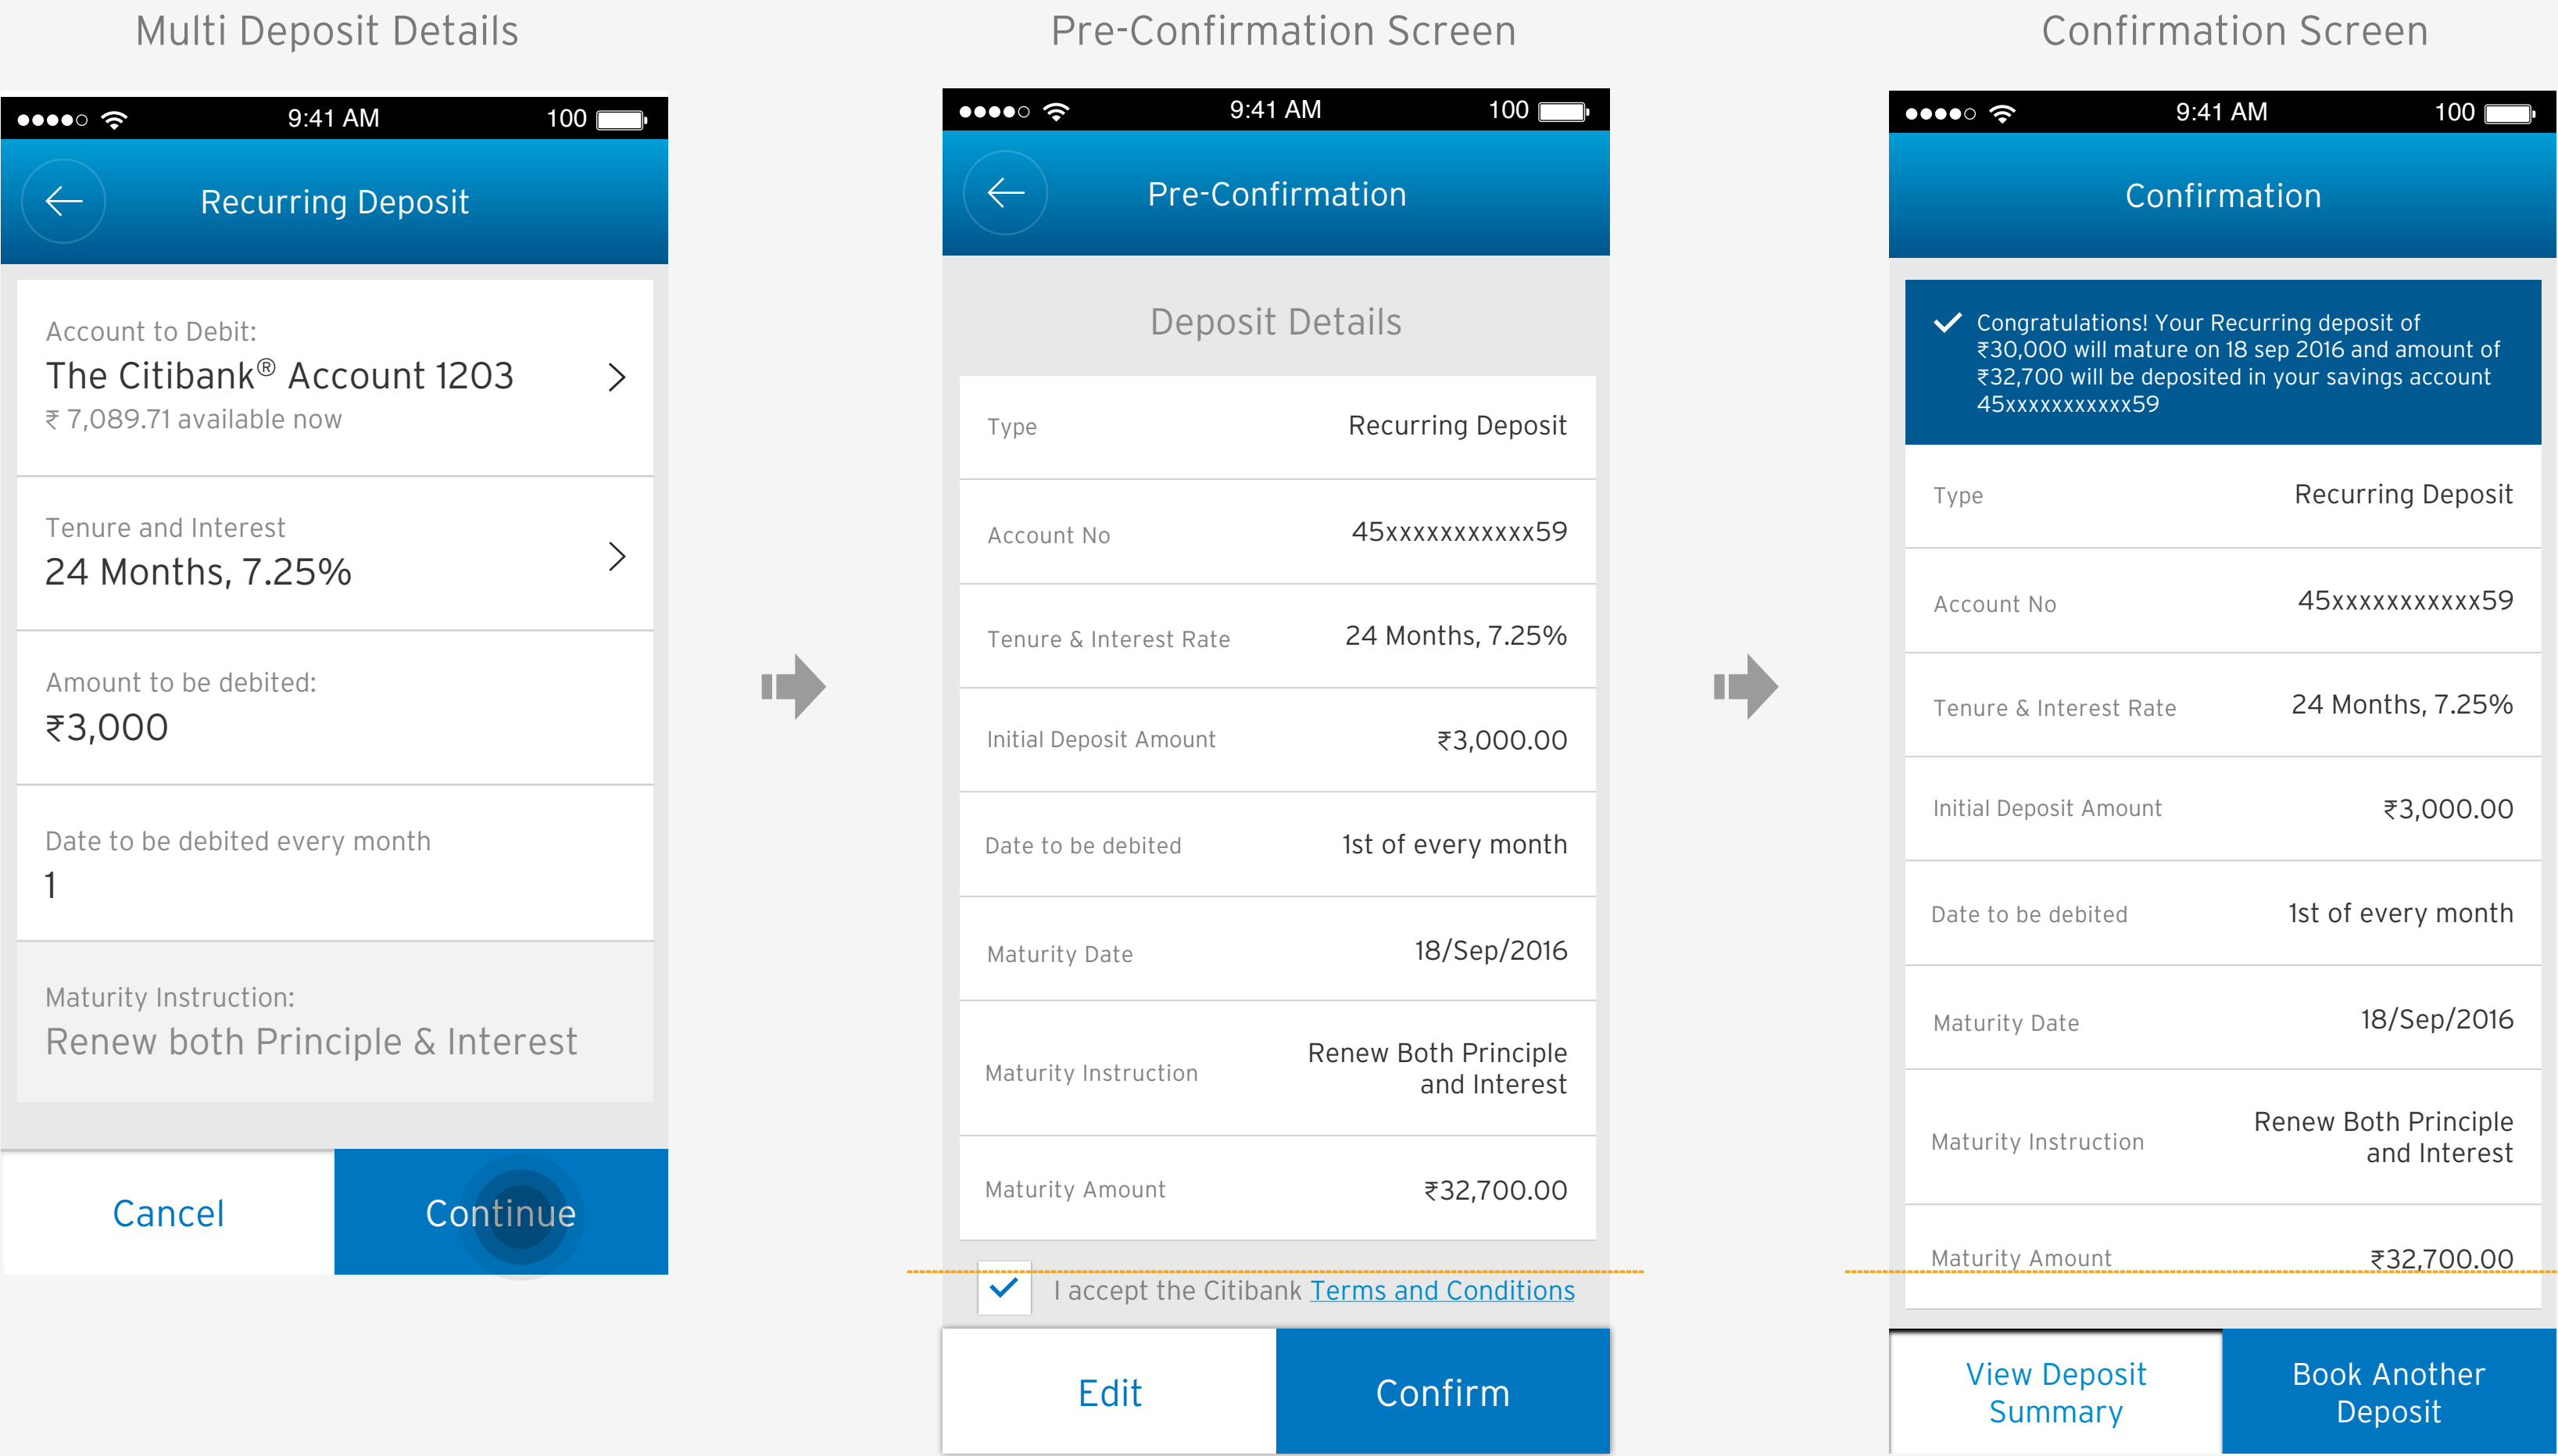 Multi Deposit Details
9:41 AM
100
Recurring Deposit
Account to Debit:
The Citibank® Account 1203
₹ 7,089.71 available now
Tenure and Interest
24 Months, 7.25%
Amount to be debited:
₹3,000
Date to be debited every month
1
Maturity Instruction:
Renew both Principle & Interest
Cancel
Continue
Pre-Confirmation Screen
9:41 AM
100
Pre-Confirmation
Deposit Details
Type Recurring Deposit
Account No 45xxxxxxxxxxx59
Tenure & Interest Rate 24 Months, 7.25%
Initial Deposit Amount ₹3,000.00
Date to be debited 1st of every month
Maturity Date 18/Sep/2016
Maturity Instruction Renew Both Principle
and Interest
Maturity Amount ₹32,700.00
I accept the Citibank Terms and Conditions
Edit
Confirm
Confirmation Screen
9:41 AM
100
Confirmation
Congratulations! Your Recurring deposit of
₹30,000 will mature on 18 sep 2016 and amount of
₹32,700 will be deposited in your savings account
45xxxxxxxxxxx59
Type Recurring Deposit
Account No 45xxxxxxxxxxx59
Tenure & Interest Rate 24 Months, 7.25%
Initial Deposit Amount ₹3,000.00
Date to be debited 1st of every month
Maturity Date 18/Sep/2016
Maturity Instruction Renew Both Principle
and Interest
Maturity Amount ₹32,700.00
View Deposit
Summary
Book Another
Deposit